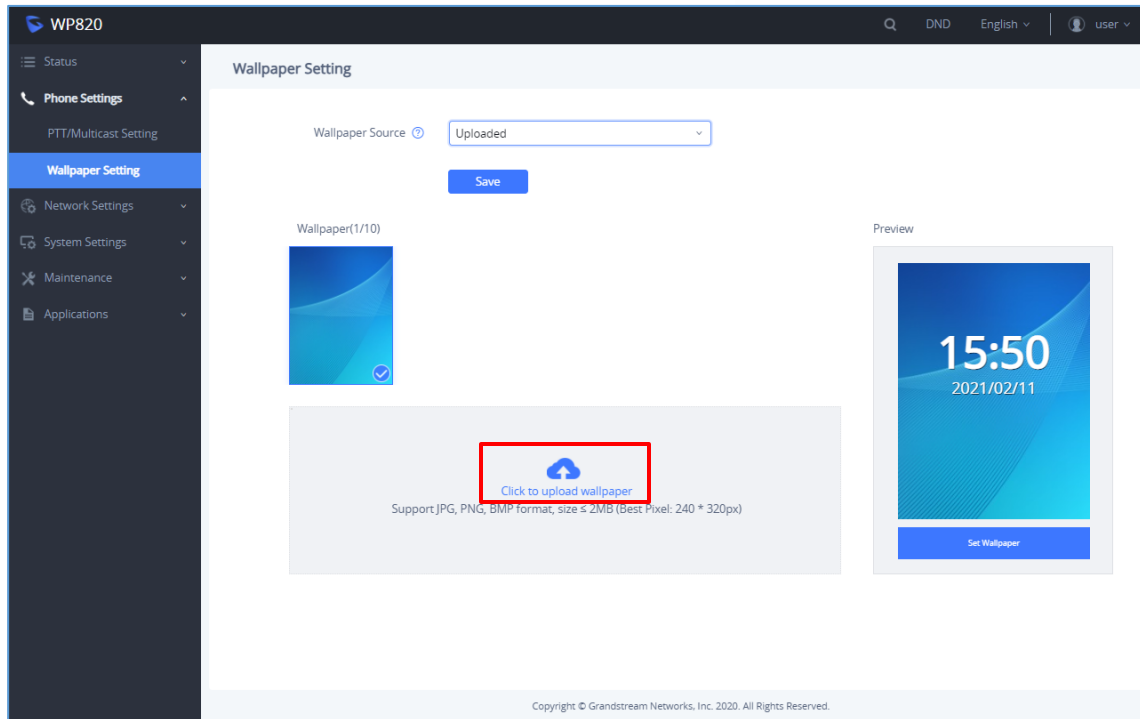 WP820
DND English user
Status
Phone Settings
PTT/Multicast Setting
Wallpaper Setting
Network Settings
System Settings
Maintenance
Applications
Wallpaper Setting
Wallpaper Source ? Uploaded
Save
Wallpaper(1/10)
Click to upload wallpaper
Support JPG, PNG, BMP format, size ≤ 2MB (Best Pixel: 240 * 320px)
Preview
15:50
2021/02/11
Set Wallpaper
Copyright © Grandstream Networks, Inc. 2020. All Rights Reserved.